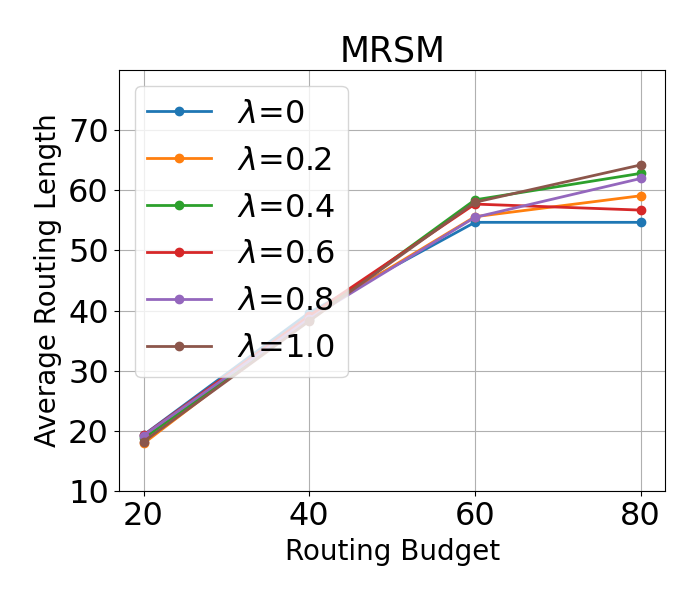 MRSM
Average Routing Length
70
60
50
40
30
20
10
λ=0
λ=0.2
λ=0.4
λ=0.6
λ=0.8
λ=1.0
20 40 60 80
Routing Budget